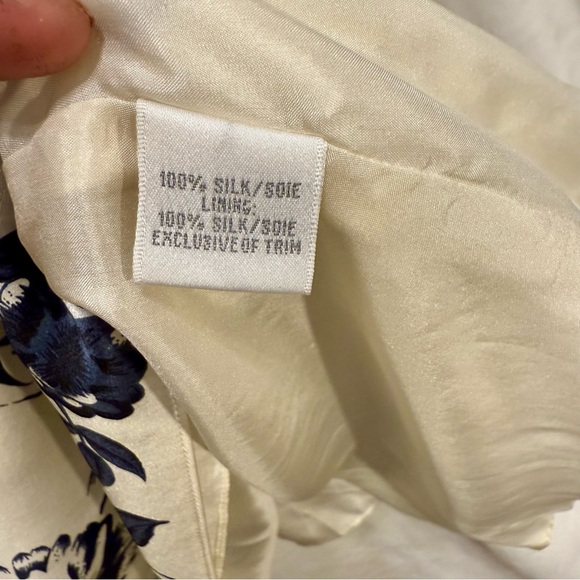 100% SILK/SOIE
LINING:
100% SILK/SOIE
EXCLUSIVE OF TRIM